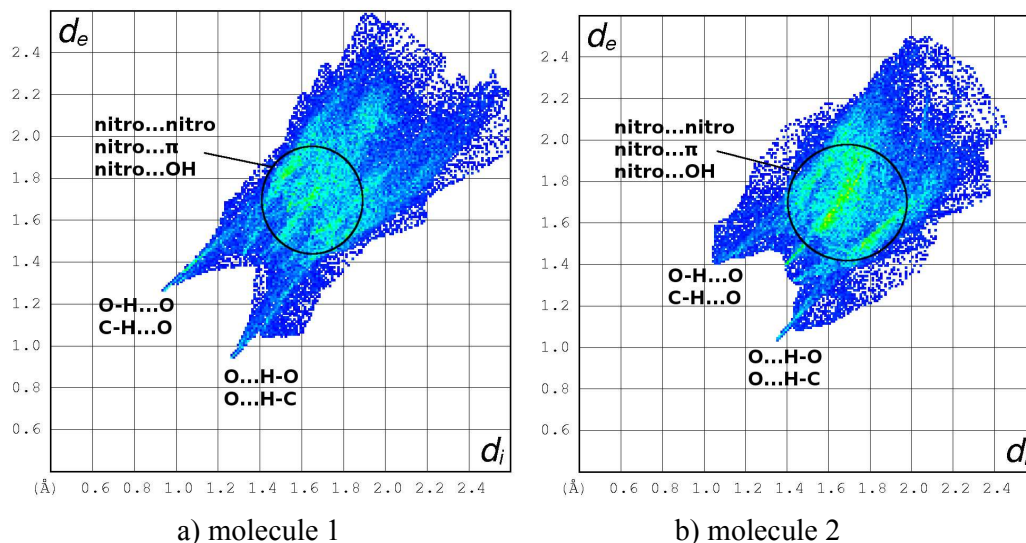 de
2.4
2.2
2.0
1.8
1.6
1.4
1.2
1.0
0.8
0.6
nitro...nitro
nitro...π
nitro...OH
O-H...O
C-H...O
O...H-O
O...H-C
di
(Å) 0.6 0.8 1.0 1.2 1.4 1.6 1.8 2.0 2.2 2.4
a) molecule 1
de
2.4
2.2
2.0
1.8
1.6
1.4
1.2
1.0
0.8
0.6
nitro...nitro
nitro...π
nitro...OH
O-H...O
C-H...O
O...H-O
O...H-C
d
(Å) 0.6 0.8 1.0 1.2 1.4 1.6 1.8 2.0 2.2 2.4
b) molecule 2